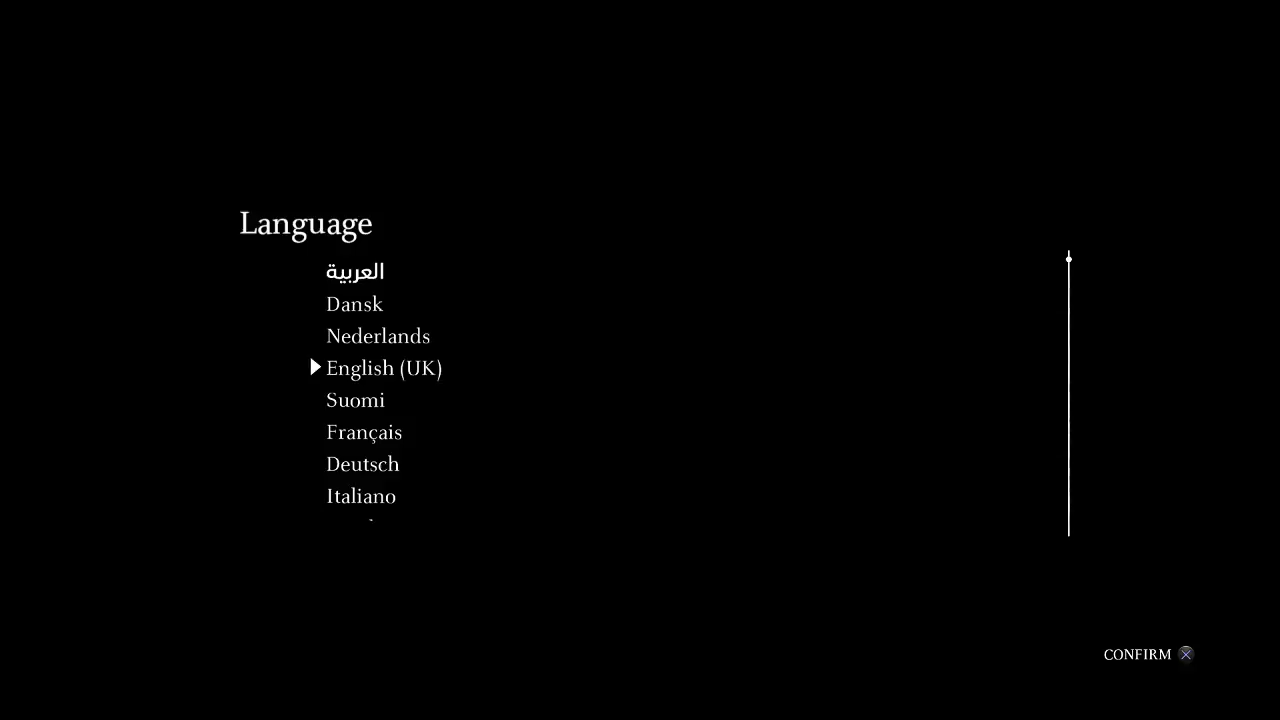 Language
العربية
Dansk
Nederlands
English (UK)
Suomi
Français
Deutsch
Italiano
CONFIRM